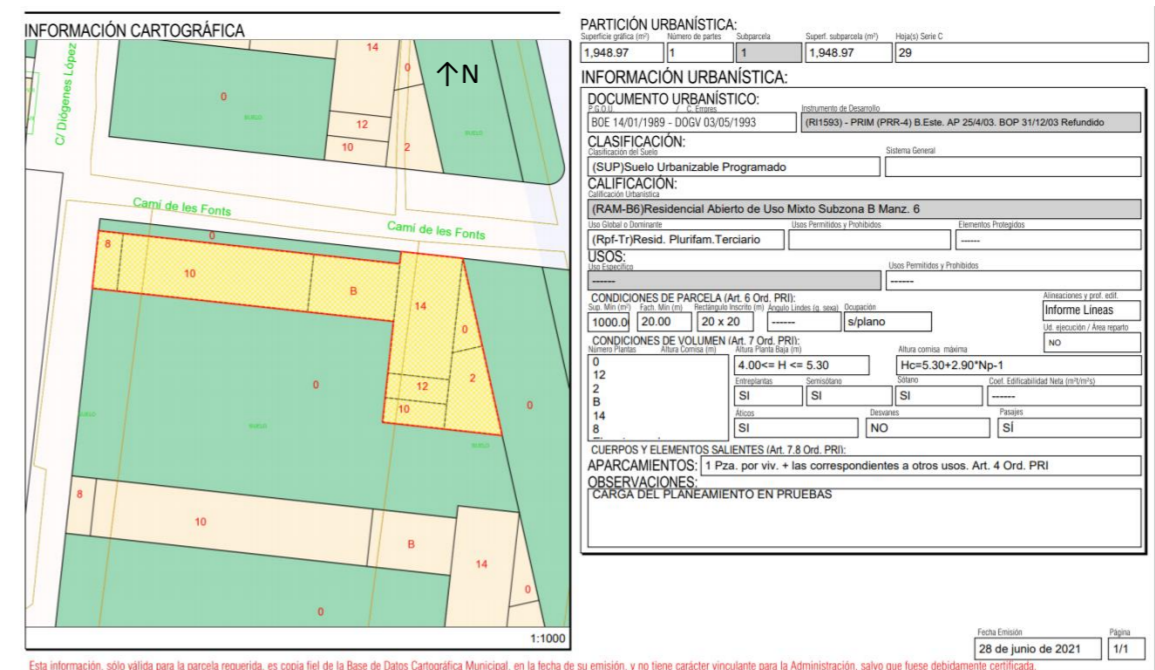 INFORMACIÓN CARTOGRÁFICA
C/ Diógenes López
↑N
14
0
0
12
10
2
Camí de les Fonts
Camí de les Fonts
0
8
10
B
14
0
2
12
10
0
0
8
10
B
14
0
0
1:1000
PARTICIÓN URBANÍSTICA:
Superficie gráfica (m²) Número de partes Subparcela Superf. subparcela (m²) Hoja(s) Serie C
1,948.97 1 1 1,948.97 29
INFORMACIÓN URBANÍSTICA:
DOCUMENTO URBANÍSTICO:
P.G.O.U. / C. Errores Instrumento de Desarrollo
BOE 14/01/1989 - DOGV 03/05/1993 (RI1593) - PRIM (PRR-4) B.Este. AP 25/4/03. BOP 31/12/03 Refundido
CLASIFICACIÓN:
Clasificación del Suelo Sistema General
(SUP)Suelo Urbanizable Programado
CALIFICACIÓN:
Calificación Urbanística
(RAM-B6)Residencial Abierto de Uso Mixto Subzona B Manz. 6
Uso Global o Dominante Usos Permitidos y Prohibidos Elementos Protegidos
(Rpf-Tr)Resid. Plurifam.Terciario ------
USOS:
Uso Específico Usos Permitidos y Prohibidos
------ ------
CONDICIONES DE PARCELA (Art. 6 Ord. PRI): Alineaciones y prof. edif.
Sup. Min (m²) Fach. Min (m) Rectángulo Inscrito (m) Ángulo Lindes (g. sexa) Ocupación Informe Lineas
1000.0 20.00 20 x 20 ------ s/plano
Ud. ejecución / Área reparto
NO
CONDICIONES DE VOLUMEN (Art. 7 Ord. PRI):
Número Plantas Altura Cornisa (m) Altura Planta Baja (m) Altura cornisa máxima
0 4.00<= H <= 5.30 Hc=5.30+2.90*Np-1
12
2
B
14
8
Entreplantas Semisótano Sótano Coef. Edificabilidad Neta (m²t/m²s)
SI SI SI ------
Áticos Desvanes Pasajes
SI NO SÍ
CUERPOS Y ELEMENTOS SALIENTES (Art. 7.8 Ord. PRI):
APARCAMIENTOS: 1 Pza. por viv. + las correspondientes a otros usos. Art. 4 Ord. PRI
OBSERVACIONES:
CARGA DEL PLANEAMIENTO EN PRUEBAS
Fecha Emisión Página
28 de junio de 2021 1/1
Esta información, sólo válida para la parcela requerida, es copia fiel de la Base de Datos Cartográfica Municipal, en la fecha de su emisión, y no tiene carácter vinculante para la Administración, salvo que fuese debidamente certificada.